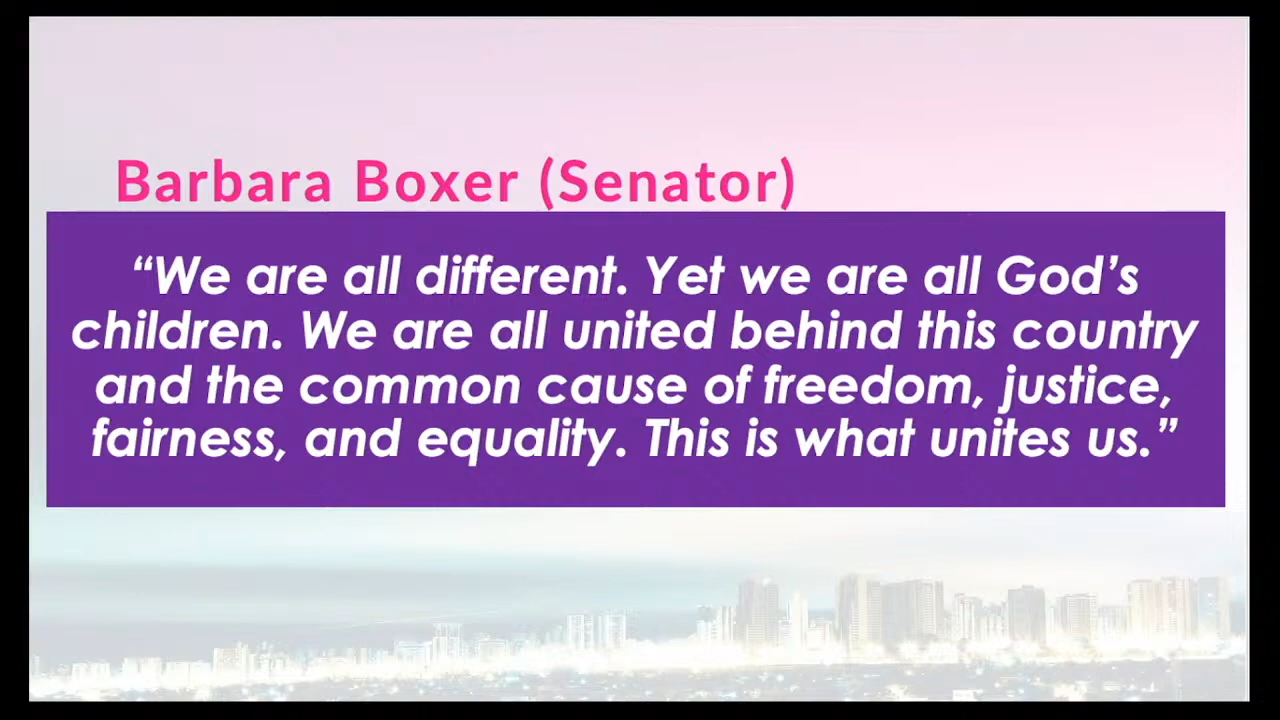 Barbara Boxer (Senator)
“We are all different. Yet we are all God’s
children. We are all united behind this country
and the common cause of freedom, justice,
fairness, and equality. This is what unites us.”